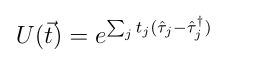 $U(\vec{t}) = e^{\sum_j t_j (\hat{\tau}_j - \hat{\tau}_j^\dagger)}$